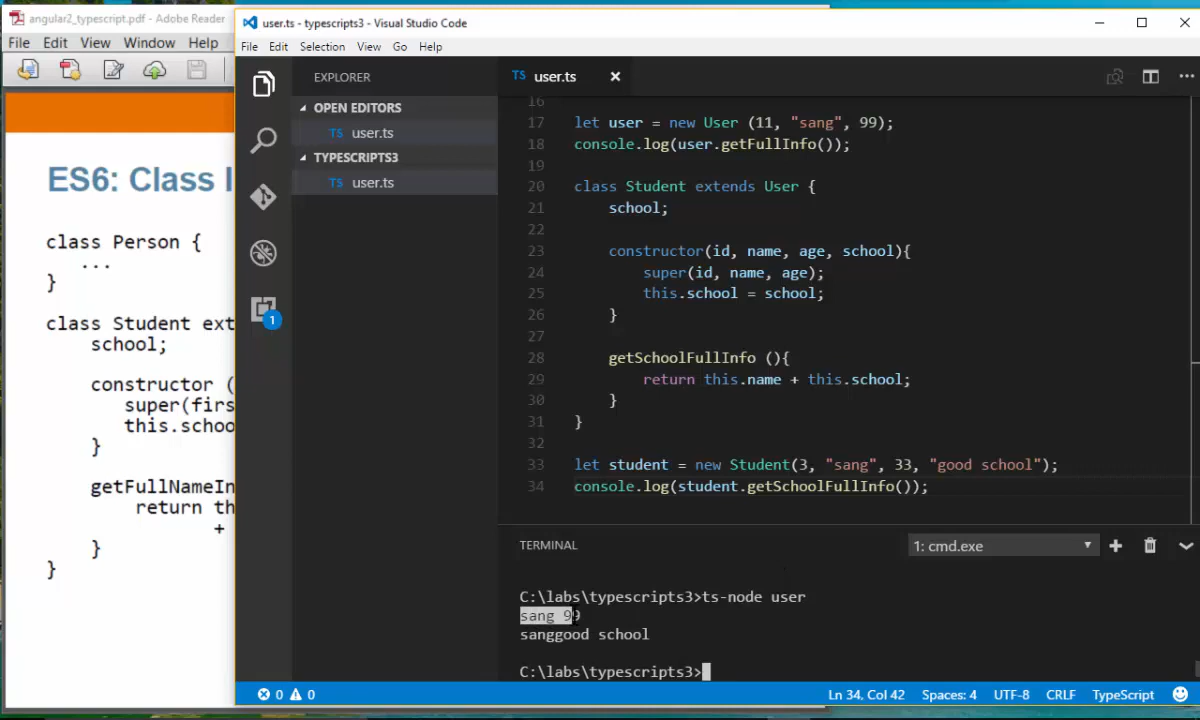 angular2_typescript.pdf - Adobe Reader
File Edit View Window Help
ES6: Class I
class Person {
...
}
class Student ext
school;
constructor (
super(firs
this.schoo
}
getFullNameIn
return th
+
}
}
user.ts - typescripts3 - Visual Studio Code
File Edit Selection View Go Help
EXPLORER
OPEN EDITORS
TS user.ts
TYPESCRIPTS3
TS user.ts
1
TS user.ts
16
17 let user = new User (11, "sang", 99);
18 console.log(user.getFullInfo());
19
20 class Student extends User {
21 school;
22
23 constructor(id, name, age, school){
24 super(id, name, age);
25 this.school = school;
26 }
27
28 getSchoolFullInfo (){
29 return this.name + this.school;
30 }
31 }
32
33 let student = new Student(3, "sang", 33, "good school");
34 console.log(student.getSchoolFullInfo());
TERMINAL
1: cmd.exe
C:\labs\typescripts3>ts-node user
sang 99
sanggood school
C:\labs\typescripts3>
0 0
Ln 34, Col 42 Spaces: 4 UTF-8 CRLF TypeScript